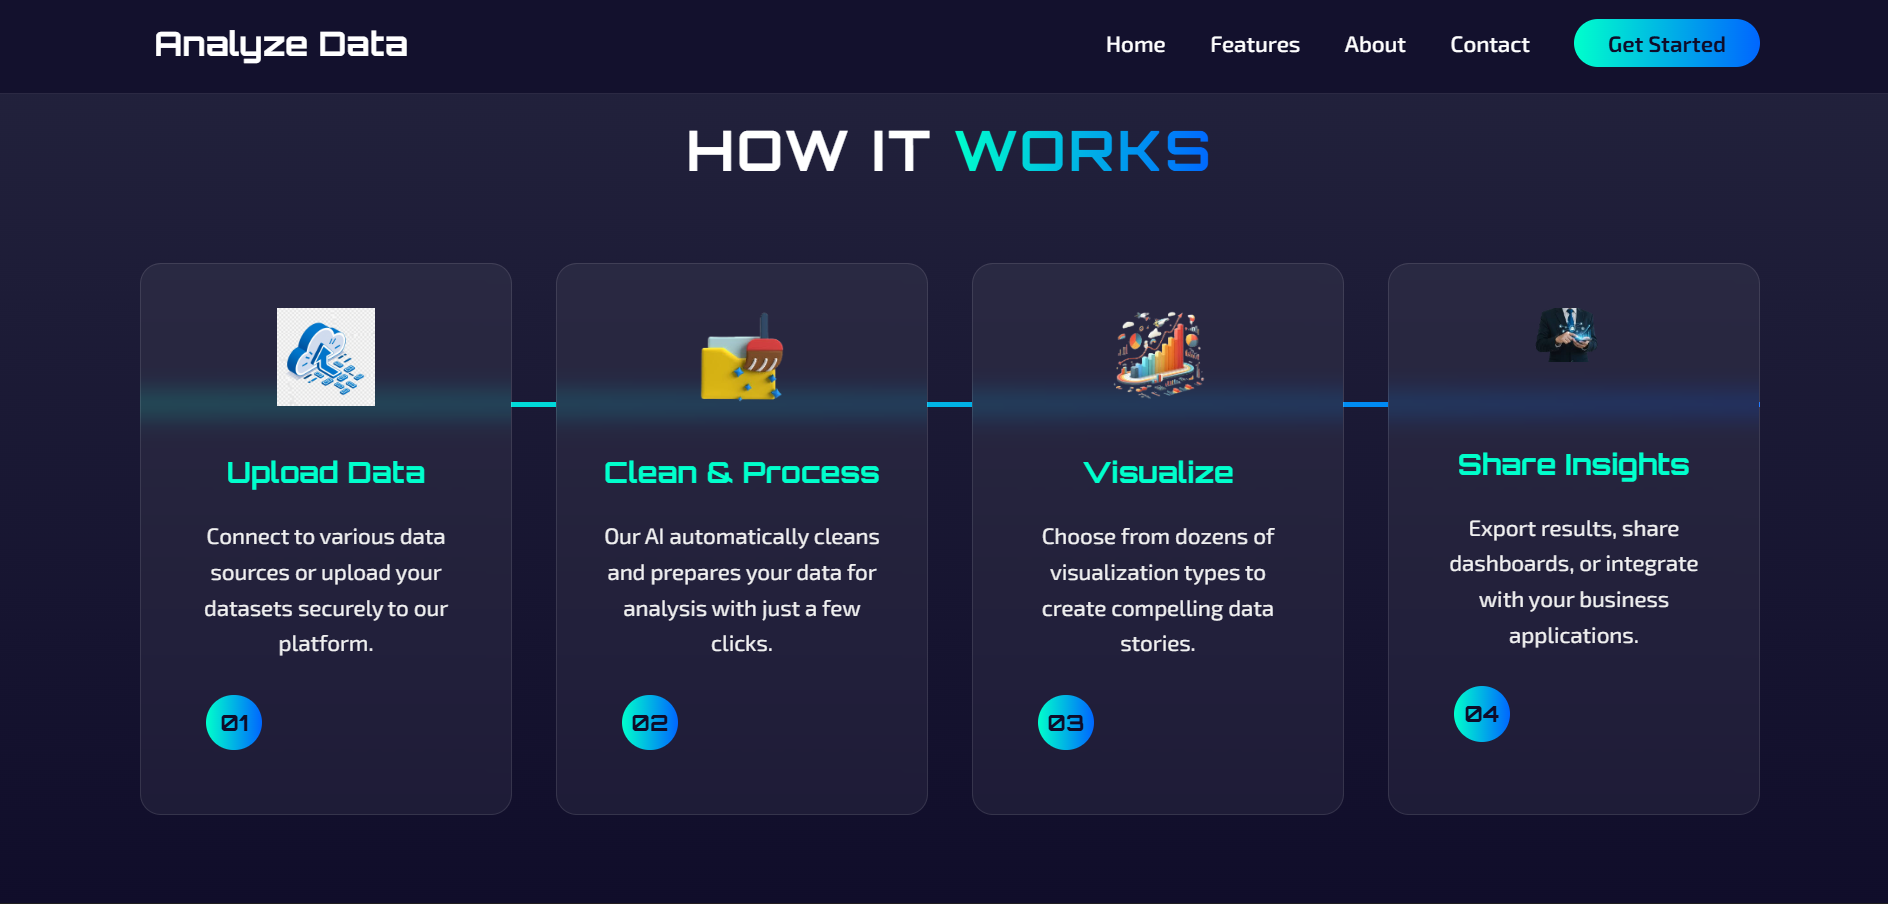 Analyze Data
Home
Features
About
Contact
Get Started
HOW IT WORKS
Upload Data
Connect to various data
sources or upload your
datasets securely to our
platform.
01
Clean & Process
Our AI automatically cleans
and prepares your data for
analysis with just a few
clicks.
02
Visualize
Choose from dozens of
visualization types to
create compelling data
stories.
03
Share Insights
Export results, share
dashboards, or integrate
with your business
applications.
04